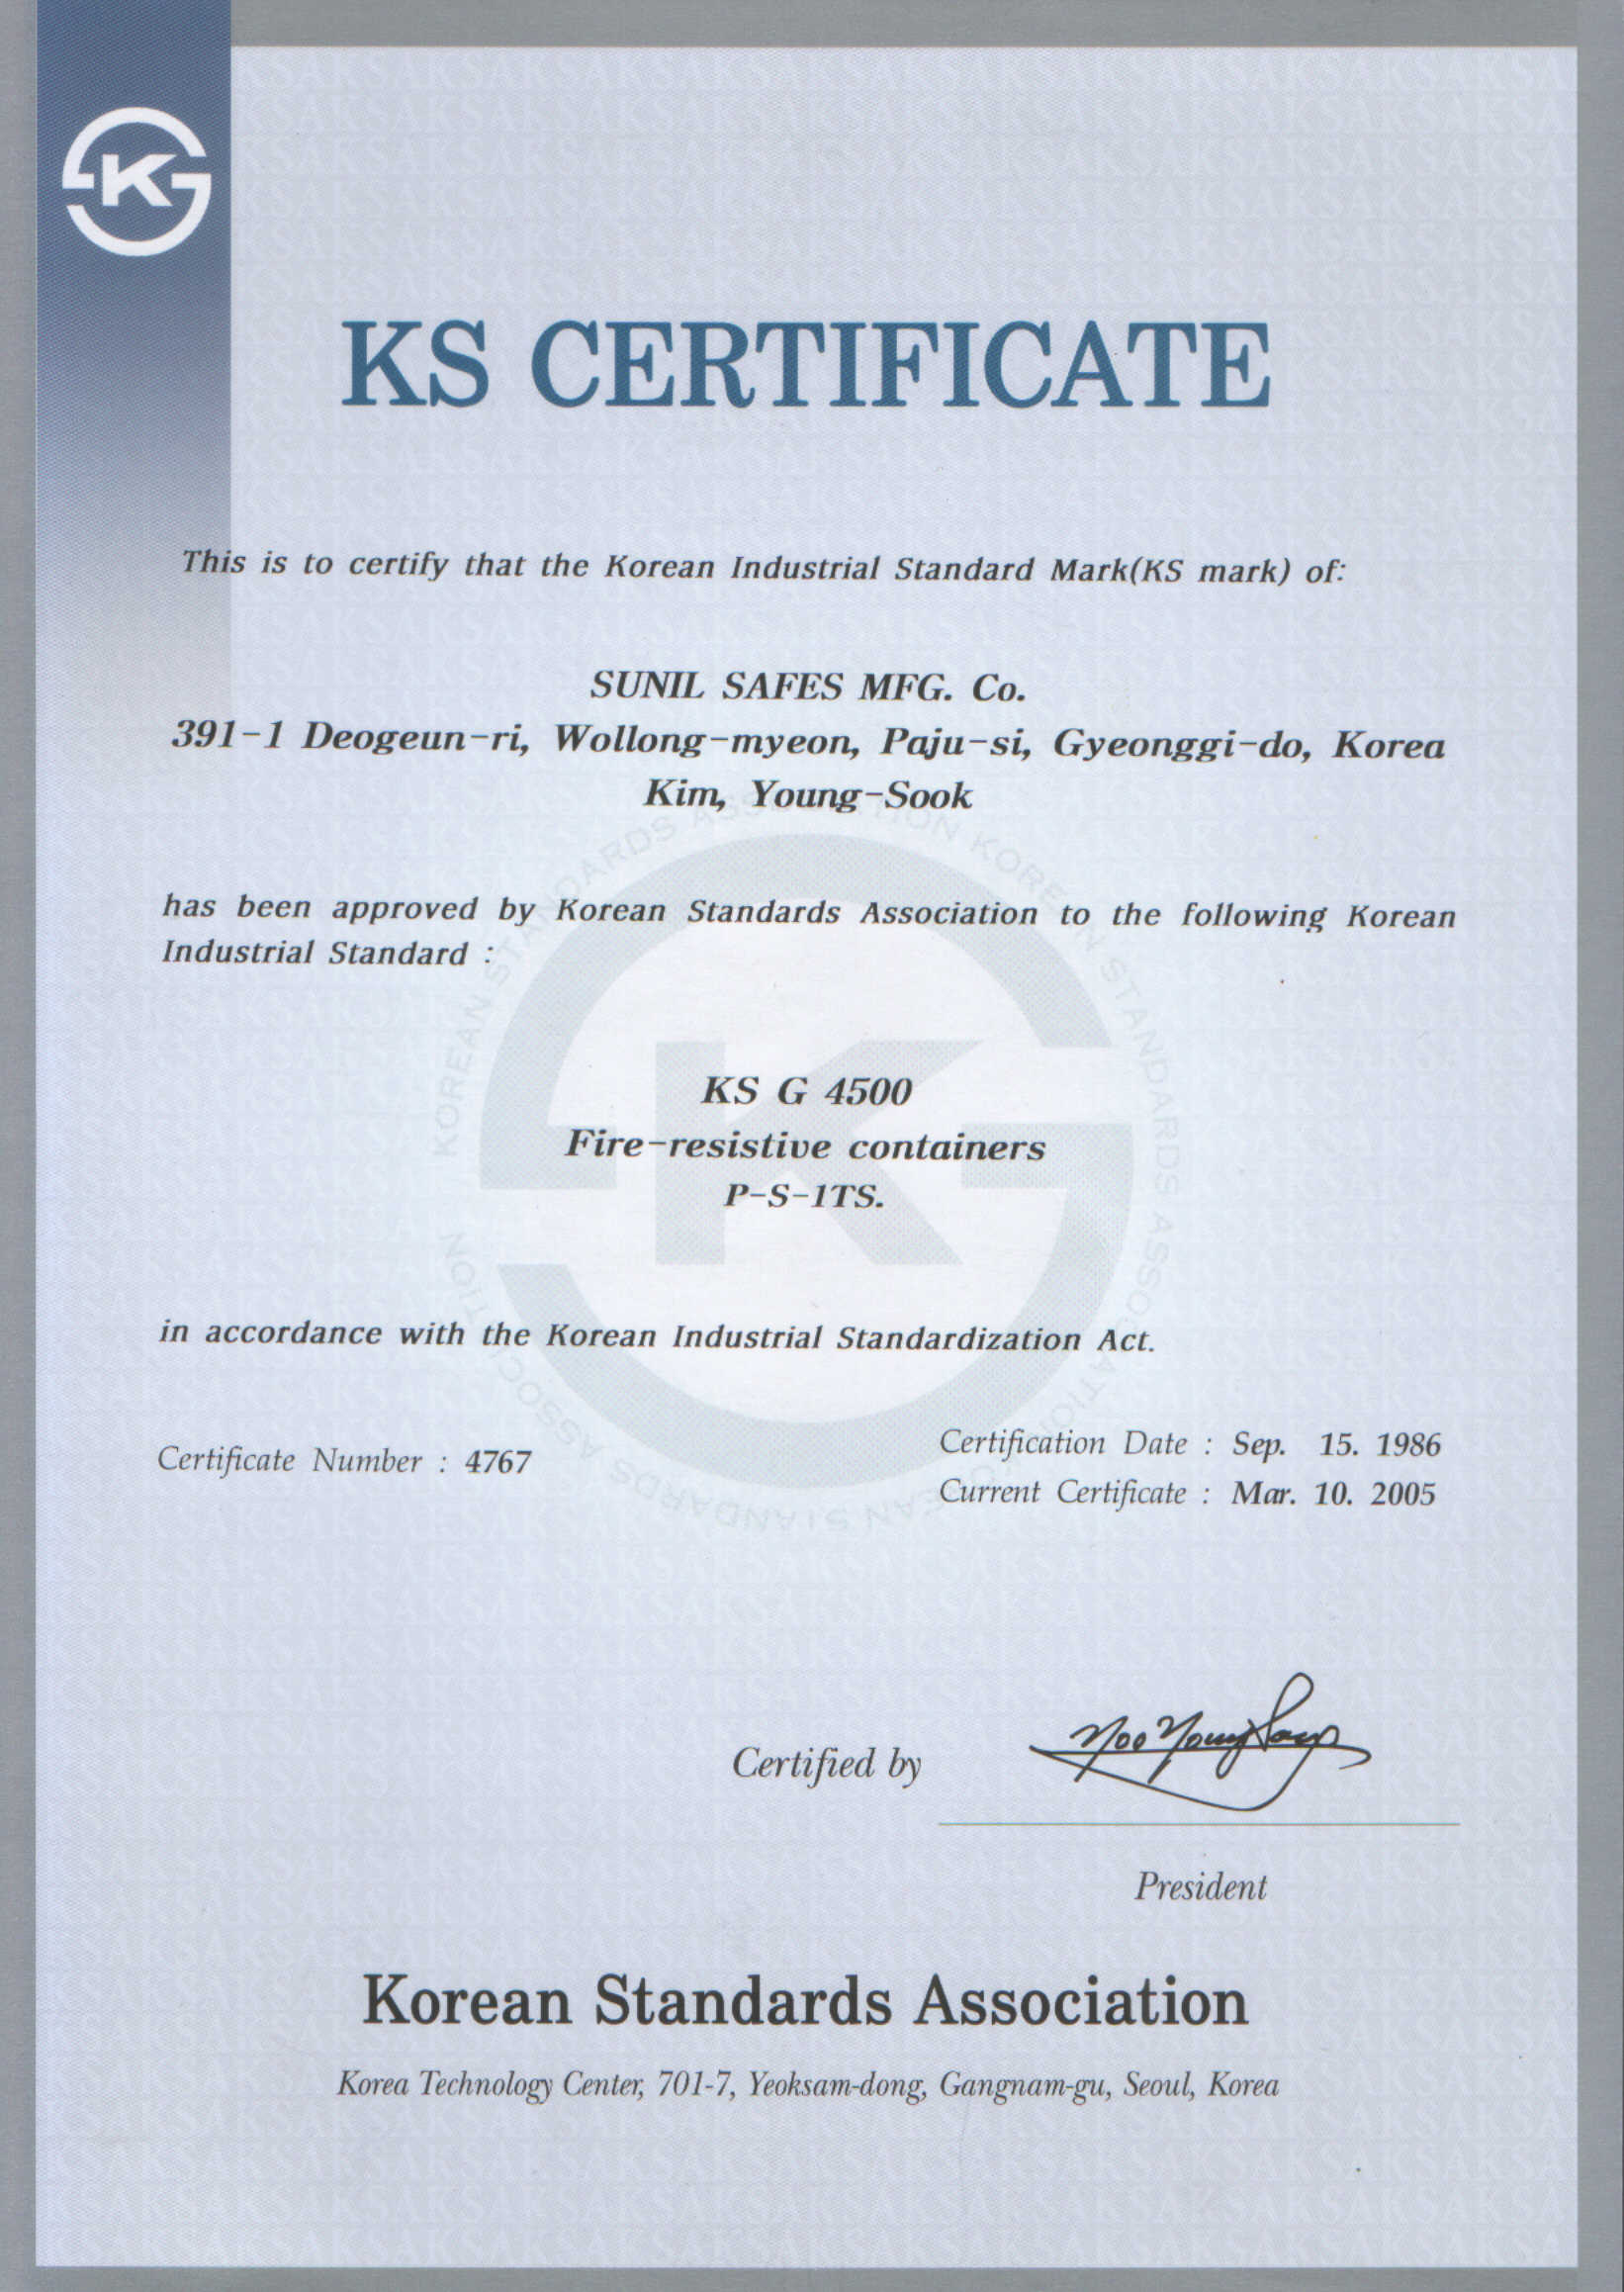 KS CERTIFICATE
This is to certify that the Korean Industrial Standard Mark(KS mark) of:
SUNIL SAFES MFG. Co.
391-1 Deogeun-ri, Wollong-myeon, Paju-si, Gyeonggi-do, Korea
Kim, Young-Sook
has been approved by Korean Standards Association to the following Korean
Industrial Standard :
KS G 4500
Fire-resistive containers
P-S-1TS.
in accordance with the Korean Industrial Standardization Act.
Certificate Number : 4767
Certification Date : Sep. 15. 1986
Current Certificate : Mar. 10. 2005
Certified by
President
Korean Standards Association
Korea Technology Center, 701-7, Yeoksam-dong, Gangnam-gu, Seoul, Korea